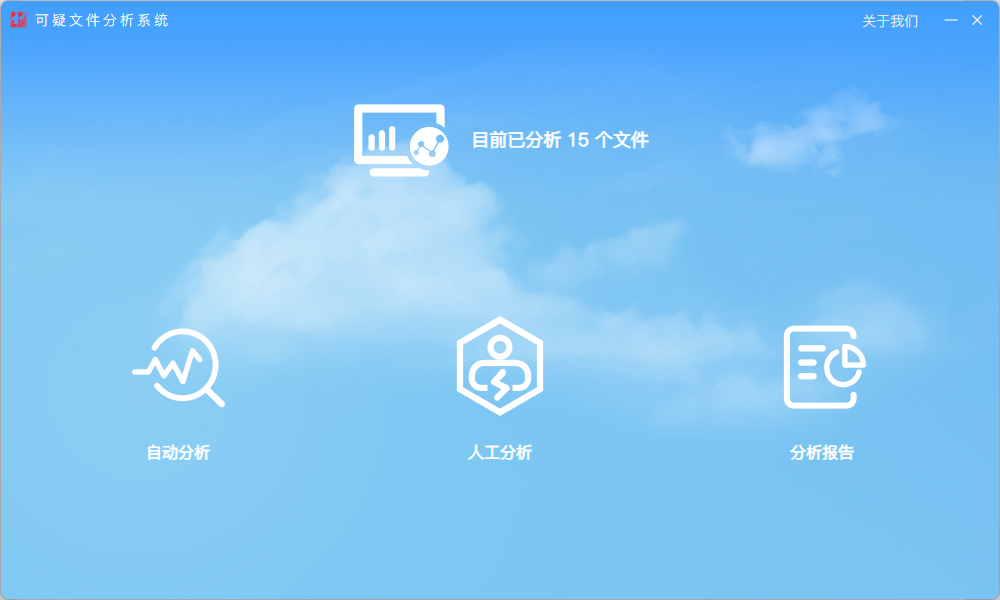 可疑文件分析系统
关于我们
目前已分析 15 个文件
自动分析
人工分析
分析报告